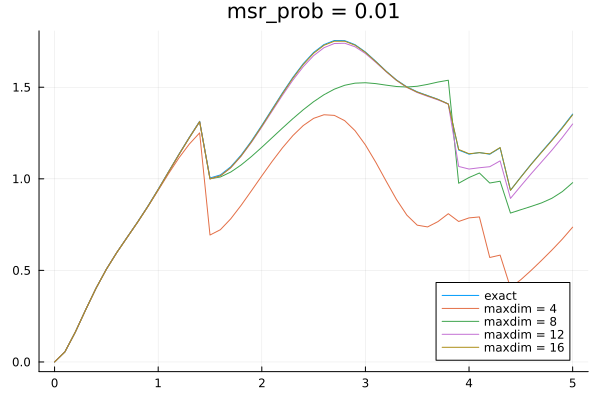 msr_prob = 0.01
1.5
1.0
0.5
0.0
exact
maxdim = 4
maxdim = 8
maxdim = 12
maxdim = 16
0 1 2 3 4 5